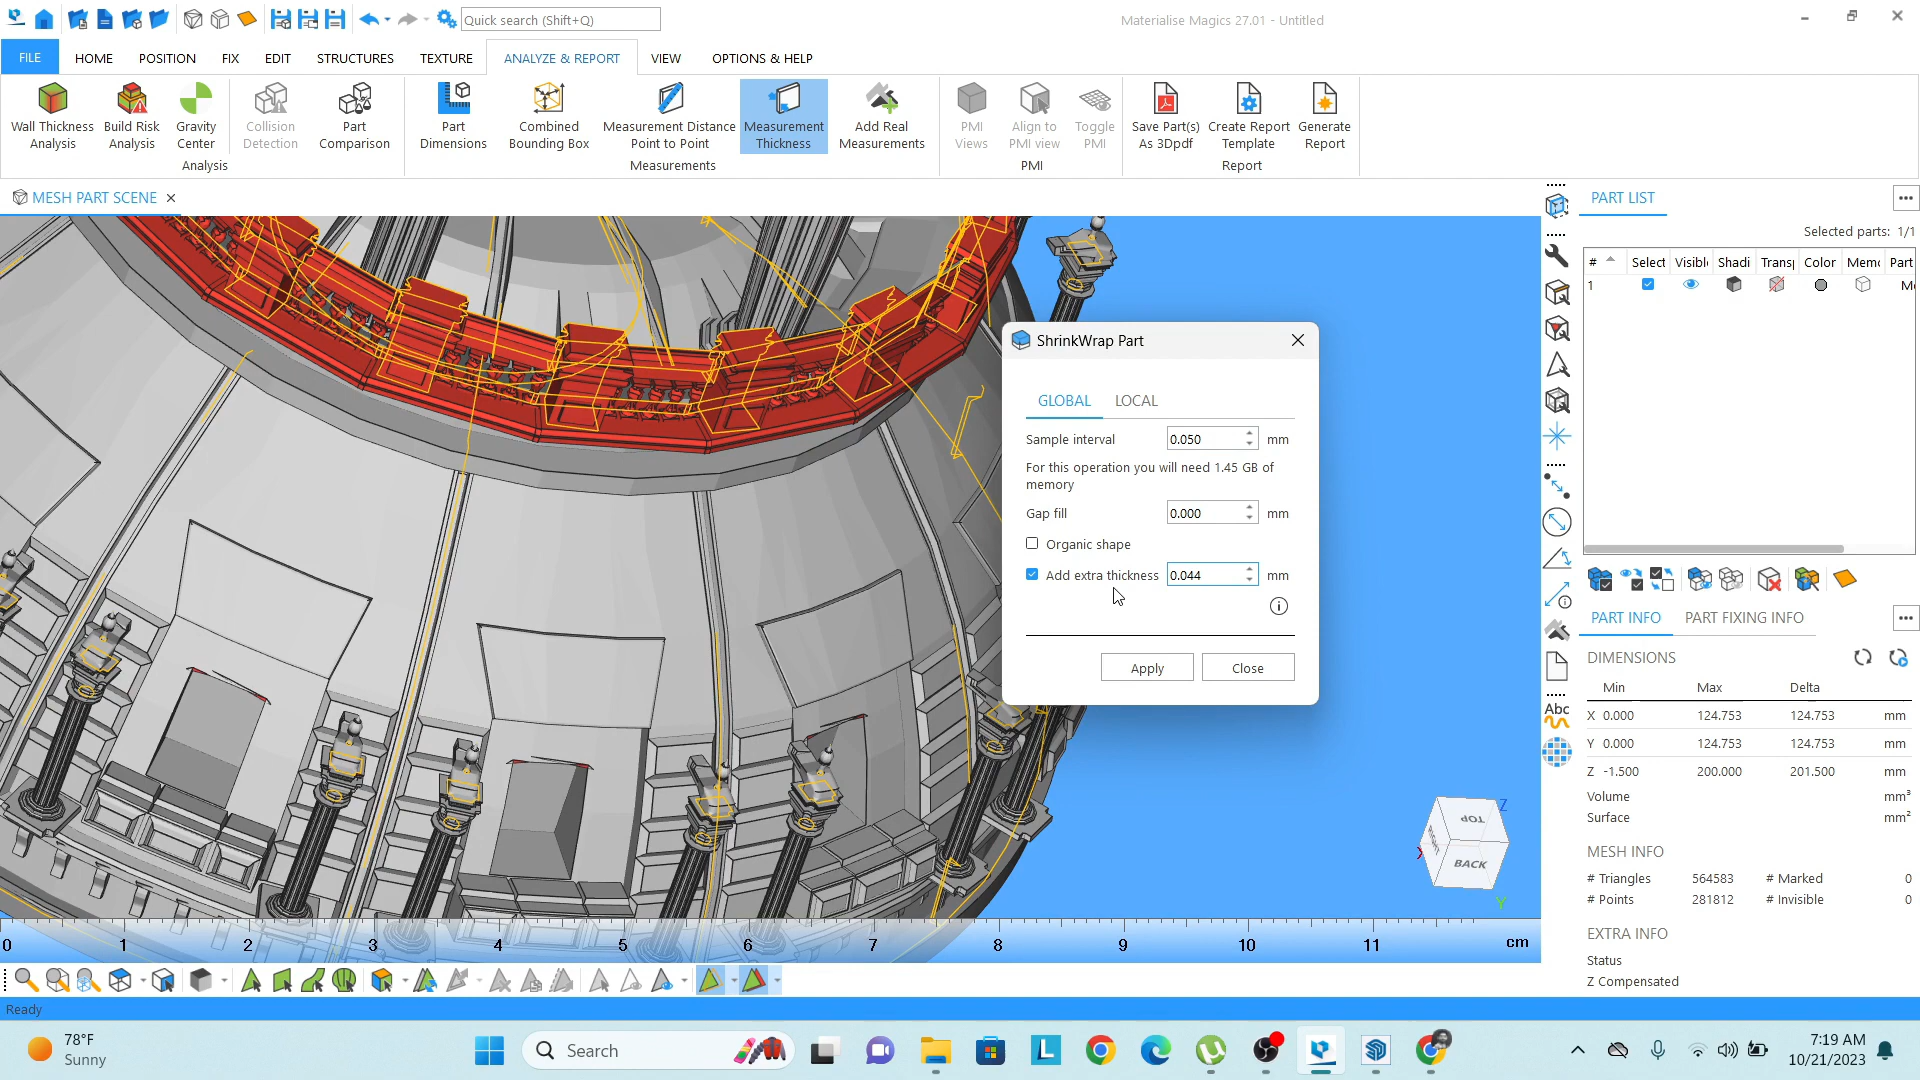 Quick search (Shift+Q)
Materialise Magics 27.01 - Untitled
FILE HOME POSITION FIX EDIT STRUCTURES TEXTURE ANALYZE & REPORT VIEW OPTIONS & HELP
Wall Thickness Analysis
Build Risk Analysis
Gravity Center
Collision Detection
Part Comparison
Part Dimensions
Combined Bounding Box
Measurement Distance Point to Point
Measurement Thickness
Add Real Measurements
PMI Views
Align to PMI view
Toggle PMI
Save Part(s) As 3Dpdf
Create Report Template
Generate Report
Analysis Measurements PMI Report
MESH PART SCENE
PART LIST
Selected parts: 1/1
# Select Visibl Shadi Trans Color Memc Part
1 Me
ShrinkWrap Part
GLOBAL LOCAL
Sample interval 0.050 mm
For this operation you will need 1.45 GB of
memory
Gap fill 0.000 mm
Organic shape
Add extra thickness 0.044 mm
Apply Close
Abc
PART INFO PART FIXING INFO
DIMENSIONS
Min Max Delta
X 0.000 124.753 124.753 mm
Y 0.000 124.753 124.753 mm
Z -1.500 200.000 201.500 mm
Volume mm³
Surface mm²
MESH INFO
# Triangles 564583 # Marked 0
# Points 281812 # Invisible 0
EXTRA INFO
Status
Z Compensated
TOP
RIGHT
BACK
X Y Z
0 1 2 3 4 5 6 7 8 9 10 11 cm
Ready
78°F
Sunny
Search
L
7:19 AM
10/21/2023